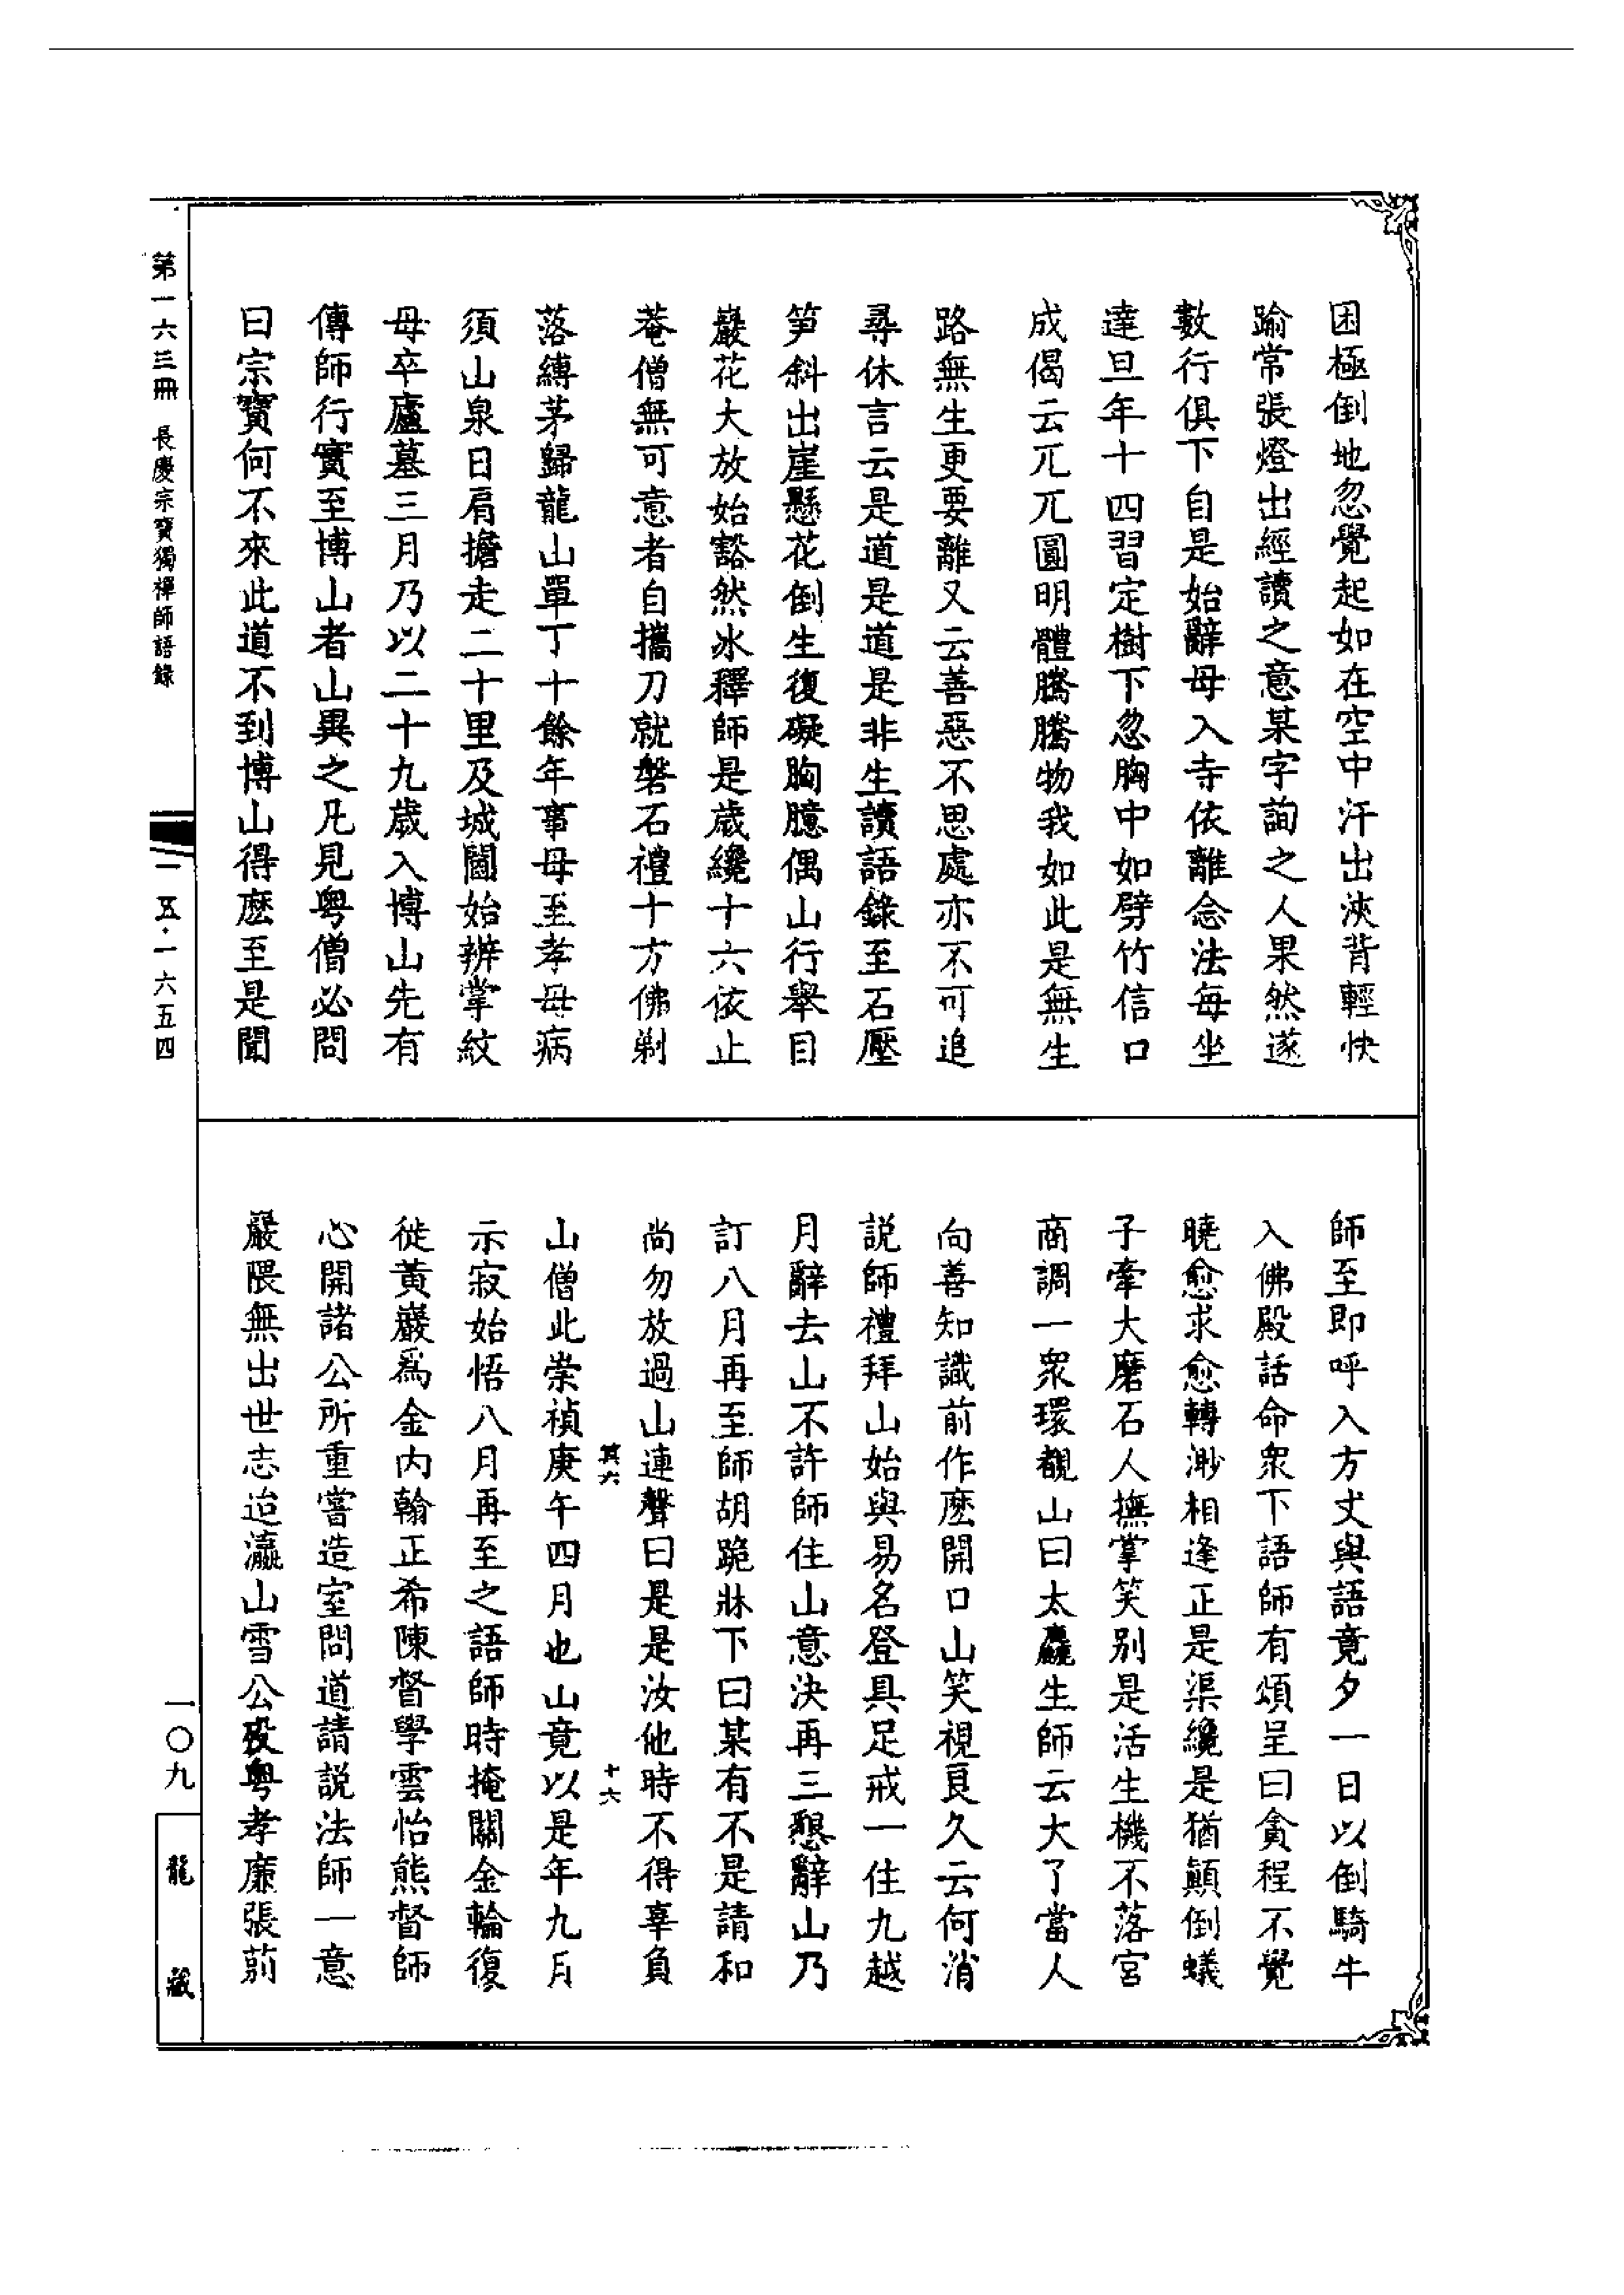 困極倒地忽覺起如在空中汗出浹背輕快
踰常張燈出經讀之意某字詢之人果然遂
數行俱下自是始辭母入寺依離念法每坐
達旦年十四習定樹下忽胸中如劈竹信口
成偈云兀兀圓明體騰騰物我如此是無生
路無生更要離又云善惡不思處亦不可追
尋休言云是道是道是非生讀語錄至石壓
笋斜出崖懸花倒生復礙胸臆偶山行舉目
巖花大放始豁然冰釋師是歲纔十六依止
菴僧無可意者自攜刀就磐石禮十方佛剃
落縛茅歸龍山單丁十餘年事母至孝母病
須山泉日肩擔走二十里及城闉始辨掌紋
母卒廬墓三月乃以二十九歲入博山先有
傳師行實至博山者山異之凡見粵僧必問
曰宗寶何不來此道不到博山得麽至是聞
師至即呼入方丈與語竟夕一日以倒騎牛
入佛殿話命衆下語師有頌呈曰貪程不覺
曉愈求愈轉渺相逢正是渠纔是猶顛倒蟻
子牽大磨石人撫掌笑別是活生機不落宮
商調一衆環覩山曰太麤生師云大了當人
向善知識前作麽開口山笑視良久云何消
說師禮拜山始與易名登具足戒一住九越
月辭去山不許師住山意決再三懇辭山乃
訂八月再至師胡跪牀下曰某有不是請和
尚勿放過山連聲曰是是汝他時不得辜負
其六
十六
山僧此崇禎庚午四月也山竟以是年九月
示寂始悟八月再至之語師時掩關金輪復
徙黃巖爲金內翰正希陳督學雲怡熊督師
心開諸公所重嘗造室問道請說法師一意
巖隈無出世志迨瀛山雪公歿粵孝廉張萴
第一六三冊
長慶宗寶獨禪師語錄
一五·一六五四
一〇九
龍藏